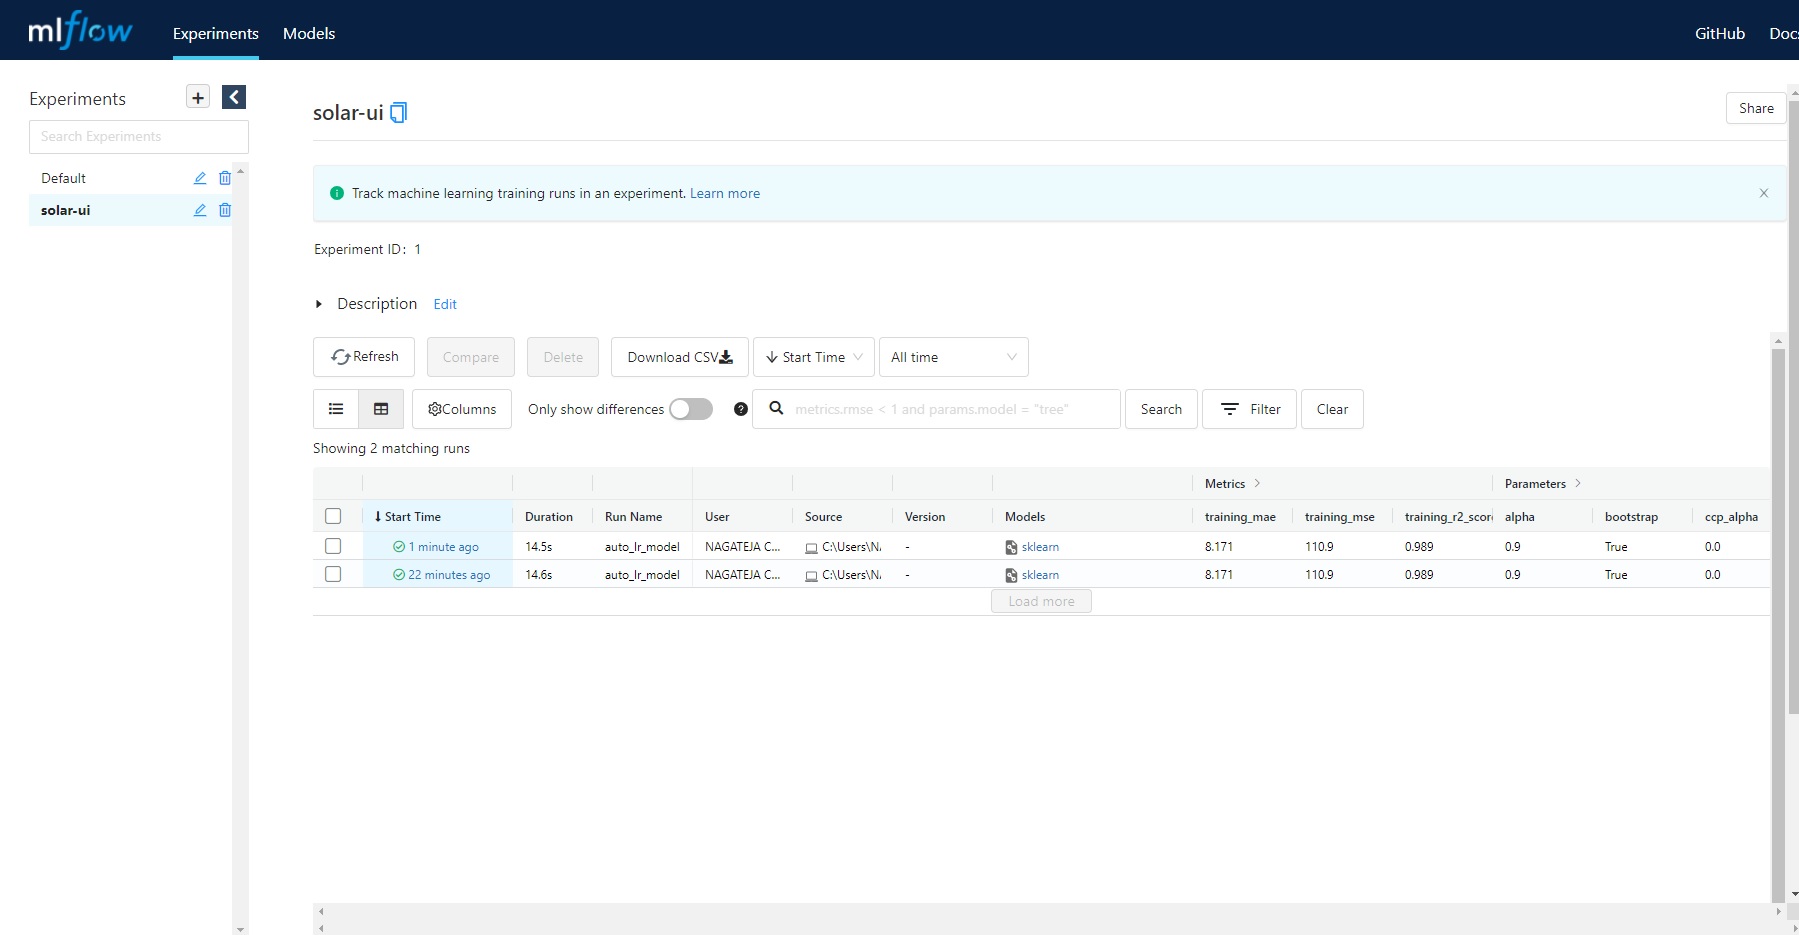 mlflow Experiments Models GitHub Docs
Experiments
Search Experiments
Default
solar-ui
solar-ui
Share
Track machine learning training runs in an experiment. Learn more
Experiment ID: 1
Description Edit
Refresh Compare Delete Download CSV Start Time All time
Columns Only show differences metrics.rmse < 1 and params.model = "tree" Search Filter Clear
Showing 2 matching runs
Metrics Parameters
Start Time Duration Run Name User Source Version Models training_mae training_mse training_r2_score alpha bootstrap ccp_alpha
1 minute ago 14.5s auto_lr_model NAGATEJA C... C:\Users\NA - sklearn 8.171 110.9 0.989 0.9 True 0.0
22 minutes ago 14.6s auto_lr_model NAGATEJA C... C:\Users\NA - sklearn 8.171 110.9 0.989 0.9 True 0.0
Load more